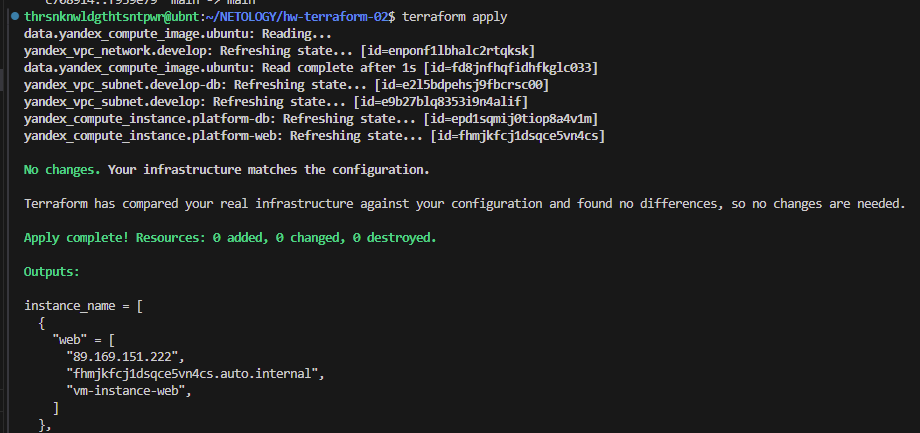 thrsnknwldgthtsntpwr@ubnt:~/NETOLOGY/hw-terraform-02$ terraform apply
data.yandex_compute_image.ubuntu: Reading...
yandex_vpc_network.develop: Refreshing state... [id=enponf1lbhalc2rtqksk]
data.yandex_compute_image.ubuntu: Read complete after 1s [id=fd8jnfhqfidhfkglc033]
yandex_vpc_subnet.develop-db: Refreshing state... [id=e2l5bdpehsj9fbcrsc00]
yandex_vpc_subnet.develop: Refreshing state... [id=e9b27blq8353i9n4alif]
yandex_compute_instance.platform-db: Refreshing state... [id=epd1sqmij0tiop8a4v1m]
yandex_compute_instance.platform-web: Refreshing state... [id=fhmjkfcj1dsqce5vn4cs]
No changes. Your infrastructure matches the configuration.
Terraform has compared your real infrastructure against your configuration and found no differences, so no changes are needed.
Apply complete! Resources: 0 added, 0 changed, 0 destroyed.
Outputs:
instance_name = [
{
"web" = [
"89.169.151.222",
"fhmjkfcj1dsqce5vn4cs.auto.internal",
"vm-instance-web",
]
},